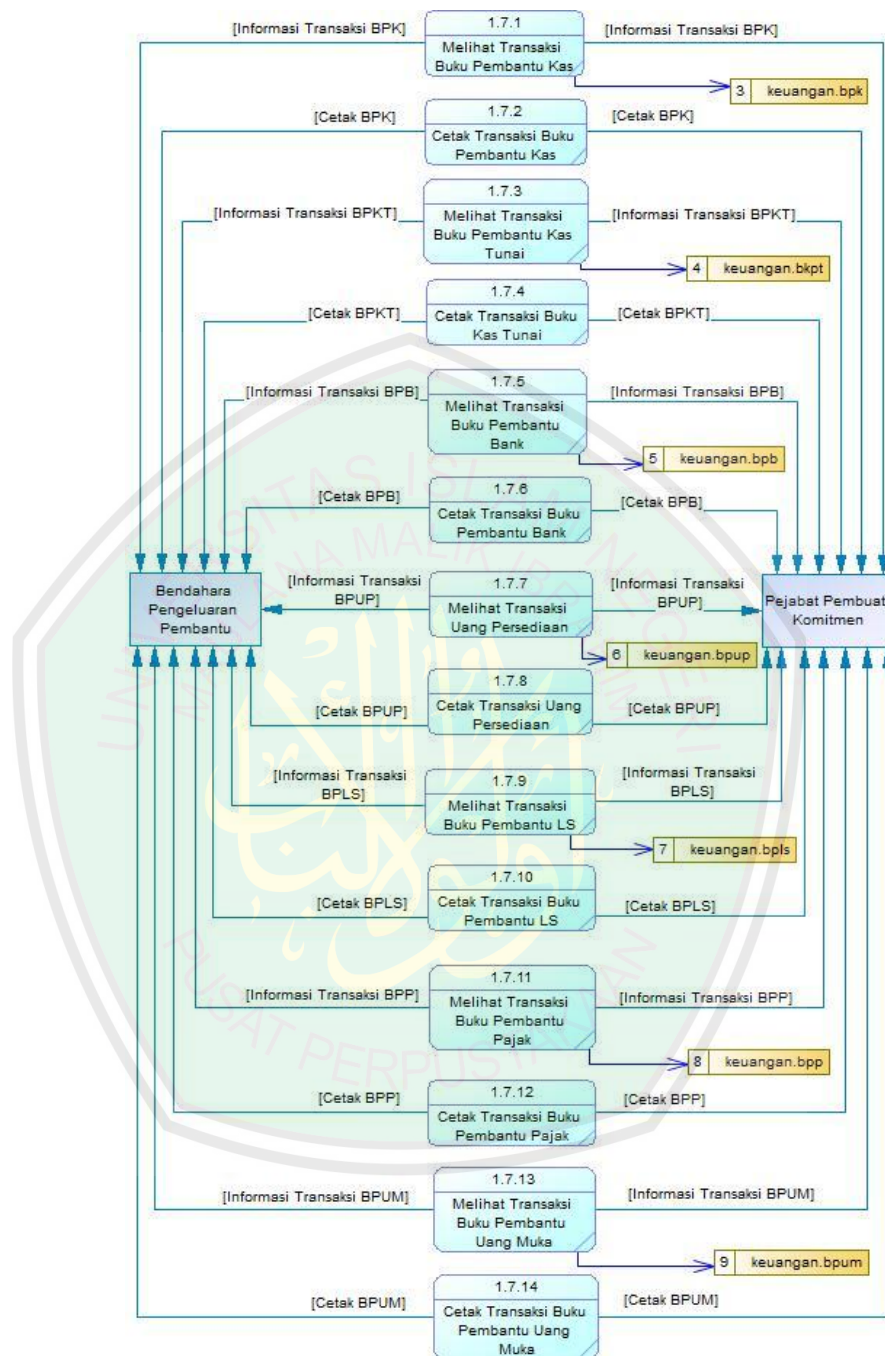 1.7.1
[Informasi Transaksi BPK]
Melihat Transaksi
Buku Pembantu Kas
[Informasi Transaksi BPK]
3 keuangan.bpk
1.7.2
[Cetak BPK]
Cetak Transaksi Buku
Pembantu Kas
[Cetak BPK]
1.7.3
[Informasi Transaksi BPKT]
Melihat Transaksi
Buku Pembantu Kas
Tunai
[Informasi Transaksi BPKT]
4 keuangan.bkpt
1.7.4
[Cetak BPKT]
Cetak Transaksi Buku
Kas Tunai
[Cetak BPKT]
1.7.5
[Informasi Transaksi BPB]
Melihat Transaksi
Buku Pembantu
Bank
[Informasi Transaksi BPB]
5 keuangan.bpb
1.7.6
[Cetak BPB]
Cetak Transaksi Buku
Pembantu Bank
[Cetak BPB]
Bendahara
Pengeluaran
Pembantu
[Informasi Transaksi
BPUP]
1.7.7
Melihat Transaksi
Uang Persediaan
[Informasi Transaksi
BPUP]
Pejabat Pembuat
Komitmen
6 keuangan.bpup
1.7.8
[Cetak BPUP]
Cetak Transaksi Uang
Persediaan
[Cetak BPUP]
[Informasi Transaksi
BPLS]
1.7.9
Melihat Transaksi
Buku Pembantu LS
[Informasi Transaksi
BPLS]
7 keuangan.bpls
1.7.10
[Cetak BPLS]
Cetak Transaksi Buku
Pembantu LS
[Cetak BPLS]
1.7.11
[Informasi Transaksi BPP]
Melihat Transaksi
Buku Pembantu
Pajak
[Informasi Transaksi BPP]
8 keuangan.bpp
1.7.12
[Cetak BPP]
Cetak Transaksi Buku
Pembantu Pajak
[Cetak BPP]
1.7.13
[Informasi Transaksi BPUM]
Melihat Transaksi
Buku Pembantu
Uang Muka
[Informasi Transaksi BPUM]
9 keuangan.bpum
1.7.14
[Cetak BPUM]
Cetak Transaksi Buku
Pembantu Uang
Muka
[Cetak BPUM]
PUSAT PERPUSTAKAAN